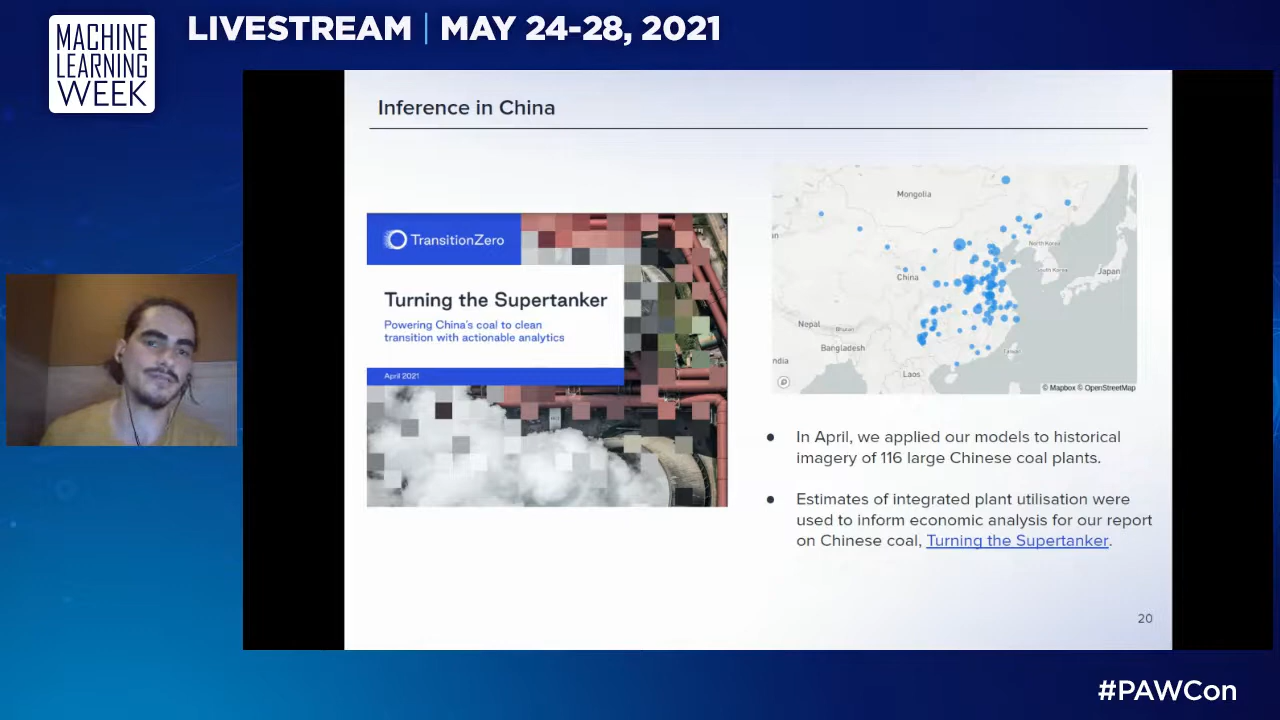 MACHINE
LEARNING
WEEK
LIVESTREAM | MAY 24-28, 2021
Inference in China
TransitionZero
Turning the Supertanker
Powering China's coal to clean
transition with actionable analytics
April 2021
Mongolia
North Korea
South Korea
Japan
China
Nepal
Bhutan
Bangladesh
Taiwan
ndia
Laos
© Mapbox © OpenStreetMap
● In April, we applied our models to historical
imagery of 116 large Chinese coal plants.
● Estimates of integrated plant utilisation were
used to inform economic analysis for our report
on Chinese coal, Turning the Supertanker.
20
#PAWCon